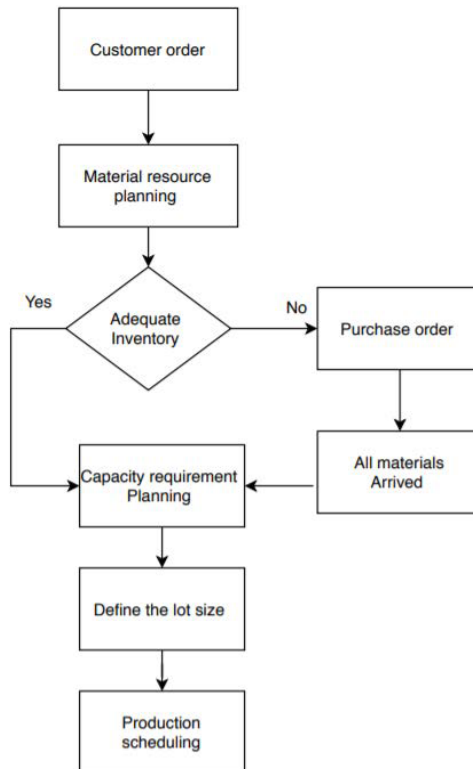 Customer order
Material resource
planning
Yes
Adequate
Inventory
No
Purchase order
All materials
Arrived
Capacity requirement
Planning
Define the lot size
Production
scheduling